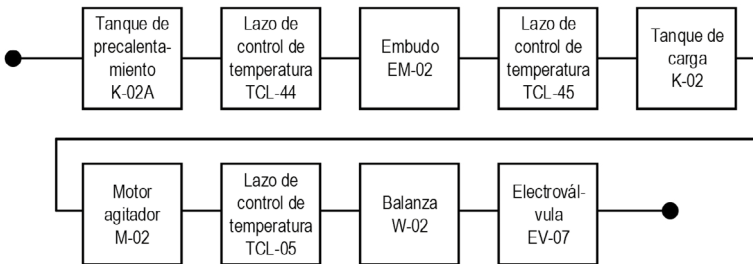 Tanque de
precalenta-
miento
K-02A
Lazo de
control de
temperatura
TCL-44
Embudo
EM-02
Lazo de
control de
temperatura
TCL-45
Tanque de
carga
K-02
Motor
agitador
M-02
Lazo de
control de
temperatura
TCL-05
Balanza
W-02
Electrovál-
vula
EV-07